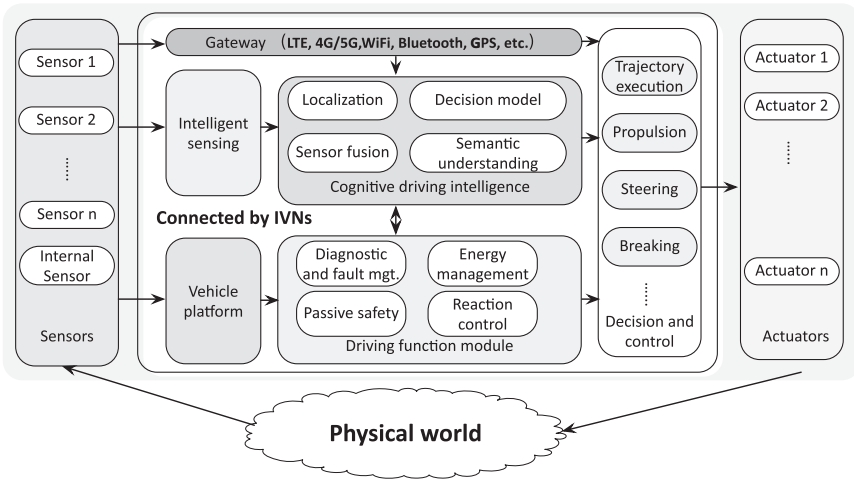 Gateway (LTE, 4G/5G,WiFi, Bluetooth, GPS, etc.)
Sensor 1
Sensor 2
Sensor n
Internal
Sensor
Sensors
Intelligent
sensing
Localization
Decision model
Sensor fusion
Semantic
understanding
Cognitive driving intelligence
Connected by IVNs
Vehicle
platform
Diagnostic
and fault mgt.
Energy
management
Passive safety
Reaction
control
Driving function module
Trajectory
execution
Propulsion
Steering
Breaking
Decision and
control
Actuator 1
Actuator 2
Actuator n
Actuators
Physical world